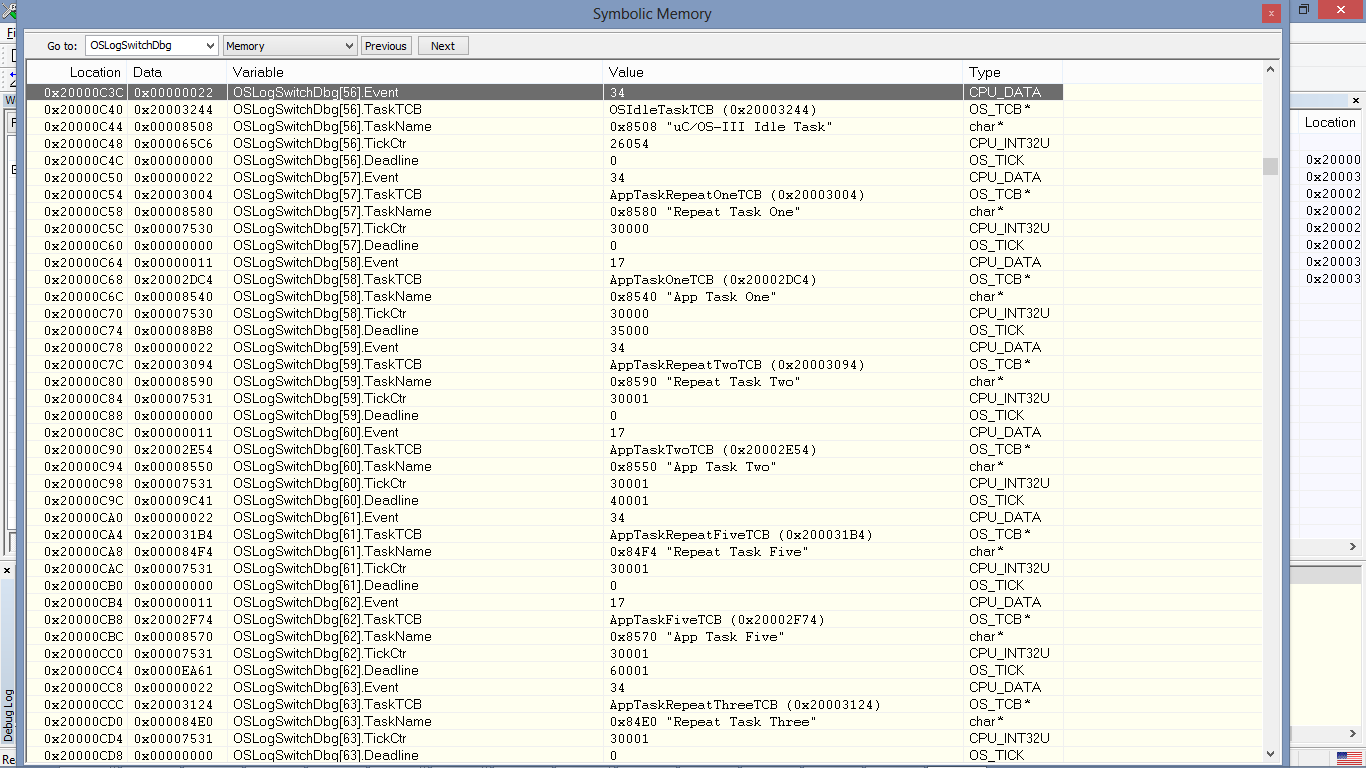 Symbolic Memory
x
Go to: OSLogSwitchDbg Memory Previous Next
Location Data Variable Value Type
0x20000C3C 0x00000022 OSLogSwitchDbg[56].Event 34 CPU_DATA
0x20000C40 0x20003244 OSLogSwitchDbg[56].TaskTCB OSIdleTaskTCB (0x20003244) OS_TCB*
0x20000C44 0x00008508 OSLogSwitchDbg[56].TaskName 0x8508 "uC/OS-III Idle Task" char*
0x20000C48 0x000065C6 OSLogSwitchDbg[56].TickCtr 26054 CPU_INT32U
0x20000C4C 0x00000000 OSLogSwitchDbg[56].Deadline 0 OS_TICK
0x20000C50 0x00000022 OSLogSwitchDbg[57].Event 34 CPU_DATA
0x20000C54 0x20003004 OSLogSwitchDbg[57].TaskTCB AppTaskRepeatOneTCB (0x20003004) OS_TCB*
0x20000C58 0x00008580 OSLogSwitchDbg[57].TaskName 0x8580 "Repeat Task One" char*
0x20000C5C 0x00007530 OSLogSwitchDbg[57].TickCtr 30000 CPU_INT32U
0x20000C60 0x00000000 OSLogSwitchDbg[57].Deadline 0 OS_TICK
0x20000C64 0x00000011 OSLogSwitchDbg[58].Event 17 CPU_DATA
0x20000C68 0x20002DC4 OSLogSwitchDbg[58].TaskTCB AppTaskOneTCB (0x20002DC4) OS_TCB*
0x20000C6C 0x00008540 OSLogSwitchDbg[58].TaskName 0x8540 "App Task One" char*
0x20000C70 0x00007530 OSLogSwitchDbg[58].TickCtr 30000 CPU_INT32U
0x20000C74 0x000088B8 OSLogSwitchDbg[58].Deadline 35000 OS_TICK
0x20000C78 0x00000022 OSLogSwitchDbg[59].Event 34 CPU_DATA
0x20000C7C 0x20003094 OSLogSwitchDbg[59].TaskTCB AppTaskRepeatTwoTCB (0x20003094) OS_TCB*
0x20000C80 0x00008590 OSLogSwitchDbg[59].TaskName 0x8590 "Repeat Task Two" char*
0x20000C84 0x00007531 OSLogSwitchDbg[59].TickCtr 30001 CPU_INT32U
0x20000C88 0x00000000 OSLogSwitchDbg[59].Deadline 0 OS_TICK
0x20000C8C 0x00000011 OSLogSwitchDbg[60].Event 17 CPU_DATA
0x20000C90 0x20002E54 OSLogSwitchDbg[60].TaskTCB AppTaskTwoTCB (0x20002E54) OS_TCB*
0x20000C94 0x00008550 OSLogSwitchDbg[60].TaskName 0x8550 "App Task Two" char*
0x20000C98 0x00007531 OSLogSwitchDbg[60].TickCtr 30001 CPU_INT32U
0x20000C9C 0x00009C41 OSLogSwitchDbg[60].Deadline 40001 OS_TICK
0x20000CA0 0x00000022 OSLogSwitchDbg[61].Event 34 CPU_DATA
0x20000CA4 0x200031B4 OSLogSwitchDbg[61].TaskTCB AppTaskRepeatFiveTCB (0x200031B4) OS_TCB*
0x20000CA8 0x000084F4 OSLogSwitchDbg[61].TaskName 0x84F4 "Repeat Task Five" char*
0x20000CAC 0x00007531 OSLogSwitchDbg[61].TickCtr 30001 CPU_INT32U
0x20000CB0 0x00000000 OSLogSwitchDbg[61].Deadline 0 OS_TICK
0x20000CB4 0x00000011 OSLogSwitchDbg[62].Event 17 CPU_DATA
0x20000CB8 0x20002F74 OSLogSwitchDbg[62].TaskTCB AppTaskFiveTCB (0x20002F74) OS_TCB*
0x20000CBC 0x00008570 OSLogSwitchDbg[62].TaskName 0x8570 "App Task Five" char*
0x20000CC0 0x00007531 OSLogSwitchDbg[62].TickCtr 30001 CPU_INT32U
0x20000CC4 0x0000EA61 OSLogSwitchDbg[62].Deadline 60001 OS_TICK
0x20000CC8 0x00000022 OSLogSwitchDbg[63].Event 34 CPU_DATA
0x20000CCC 0x20003124 OSLogSwitchDbg[63].TaskTCB AppTaskRepeatThreeTCB (0x20003124) OS_TCB*
0x20000CD0 0x000084E0 OSLogSwitchDbg[63].TaskName 0x84E0 "Repeat Task Three" char*
0x20000CD4 0x00007531 OSLogSwitchDbg[63].TickCtr 30001 CPU_INT32U
0x20000CD8 0x00000000 OSLogSwitchDbg[63].Deadline 0 OS_TICK
Location
0x20000
0x20003
0x20002
0x20002
0x20002
0x20002
0x20003
0x20003
Debug Log